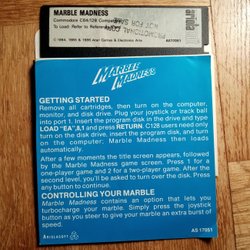 MARBLE MADNESS
Commodore C64/128 Computers
To Load: Refer to Reference Card
© 1984, 1985 & 1986 Atari Games & Electronic Arts
ariola
PROMOTIONAL COPY
NOT FOR
MARBLE
MADNESS
GETTING STARTED
Remove all cartridges, then turn on the computer,
monitor, and disk drive. Plug your joystick or track ball
into port 1. Insert the program disk in the drive and type
LOAD "EA",8,1 and press RETURN. C128 users need only
turn on the disk drive, insert the program disk, and turn
on the computer; Marble Madness then loads
automatically.
After a few moments the title screen appears, followed
by the Marble Madness game screen. Press 1 for a
one-player game and 2 for a two-player game. After the
second level, you'll be asked to turn over the disk. Press
any button to continue.
CONTROLLING YOUR MARBLE
Marble Madness contains an option that lets you
turbocharge your marble. Simply press the joystick
button as you steer to give your marble an extra burst of
speed.
ARIOLASOFT
AS 17951